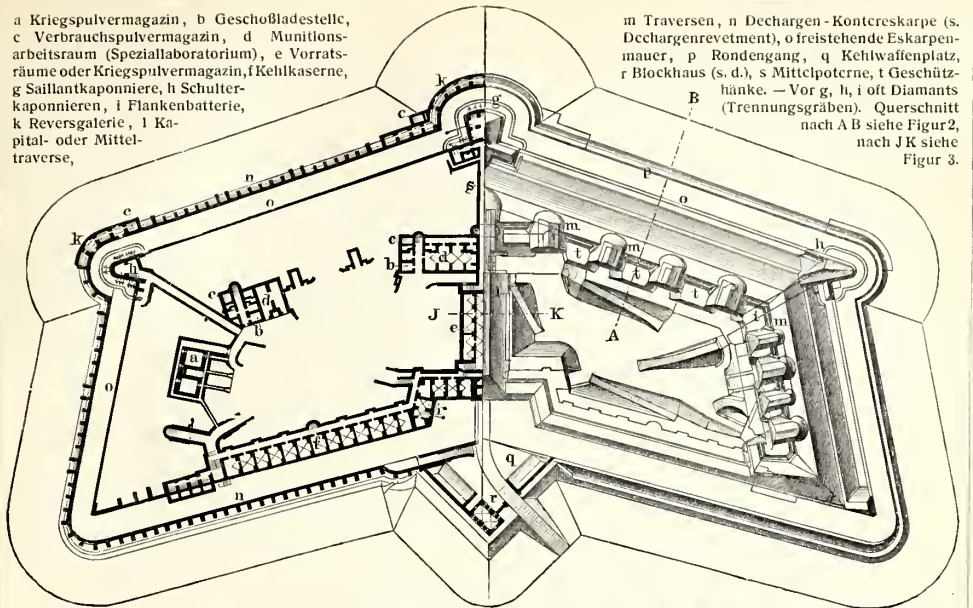 a Kriegspulvermagazin, b Geschoßladestelle,
c Verbrauchspulvermagazin, d Munitions-
arbeitsraum (Speziallaboratorium), e Vorrats-
räume oder Kriegspulvermagazin, f Kehlkaserne,
g Saillantkaponniere, h Schulter-
kaponnieren, i Flankenbatterie,
k Reversgalerie, l Ka-
pital- oder Mittel-
traverse,
m Traversen, n Dechargen-Kontereskarpe (s.
Dechargenrevetment), o freistehende Eskarpen-
mauer, p Rondengang, q Kehlwaffenplatz,
r Blockhaus (s. d.), s Mittelpoterne, t Geschütz-
bänke. — Vor g, h, i oft Diamants
(Trennungsgräben). Querschnitt
nach A B siehe Figur 2,
nach J K siehe
Figur 3.
k
c
g
B
n
p
o
o
s
c
k
h
m
h
c
d
b
t
m
t
t
c
d
b
J
e
l
K
A
i
m
a
o
f
r
n
q
r